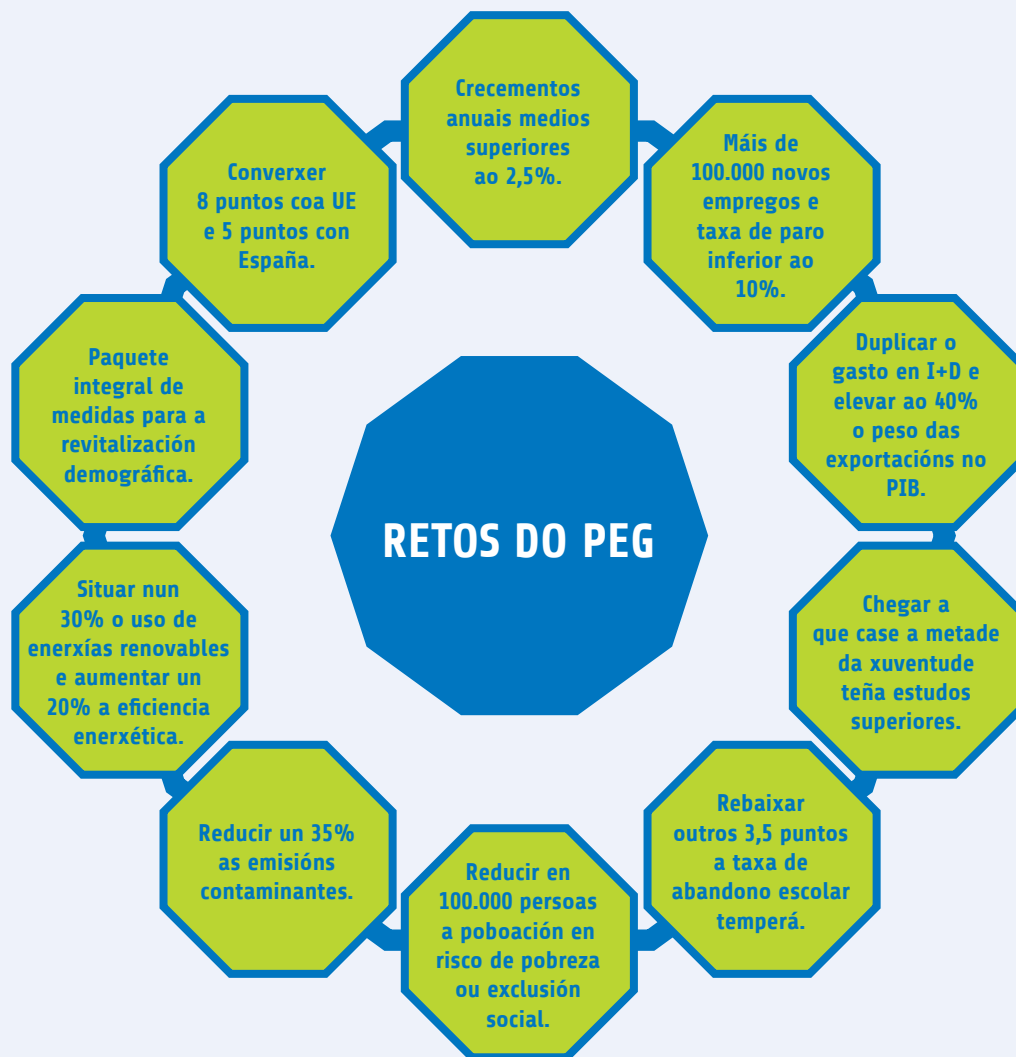 Crecementos
anuais medios
superiores
ao 2,5%.
Máis de
100.000 novos
empregos e
taxa de paro
inferior ao
10%.
Duplicar o
gasto en I+D e
elevar ao 40%
o peso das
exportacións no
PIB.
Chegar a
que case a metade
da xuventude
teña estudos
superiores.
Rebaixar
outros 3,5 puntos
a taxa de
abandono escolar
temperá.
Reducir en
100.000 persoas
a poboación en
risco de pobreza
ou exclusión
social.
Reducir un 35%
as emisións
contaminantes.
Situar nun
30% o uso de
enerxías renovables
e aumentar un
20% a eficiencia
enerxética.
Paquete
integral de
medidas para a
revitalización
demográfica.
Converxer
8 puntos coa UE
e 5 puntos con
España.
RETOS DO PEG